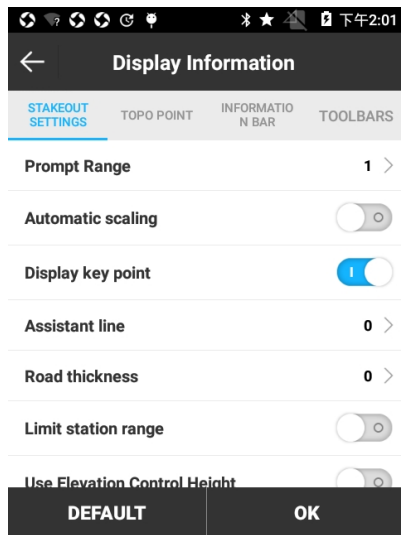 下午2:01
Display Information
STAKEOUT
SETTINGS
TOPO POINT
INFORMATIO
N BAR
TOOLBARS
Prompt Range 1
Automatic scaling
Display key point
Assistant line 0
Road thickness 0
Limit station range
Use Elevation Control Height
DEFAULT OK